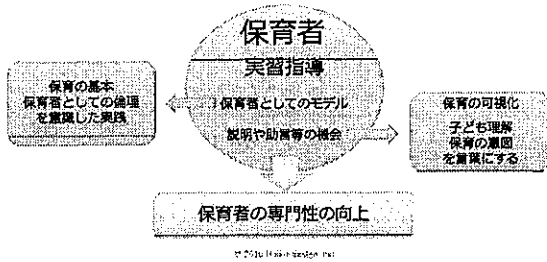 保育者
実習指導
保育者としてのモデル
説明や助言等の機会
保育の基本
保育者としての倫理
を意識した実践
保育の可視化
子ども理解
保育の意図
を言葉にする
保育者の専門性の向上